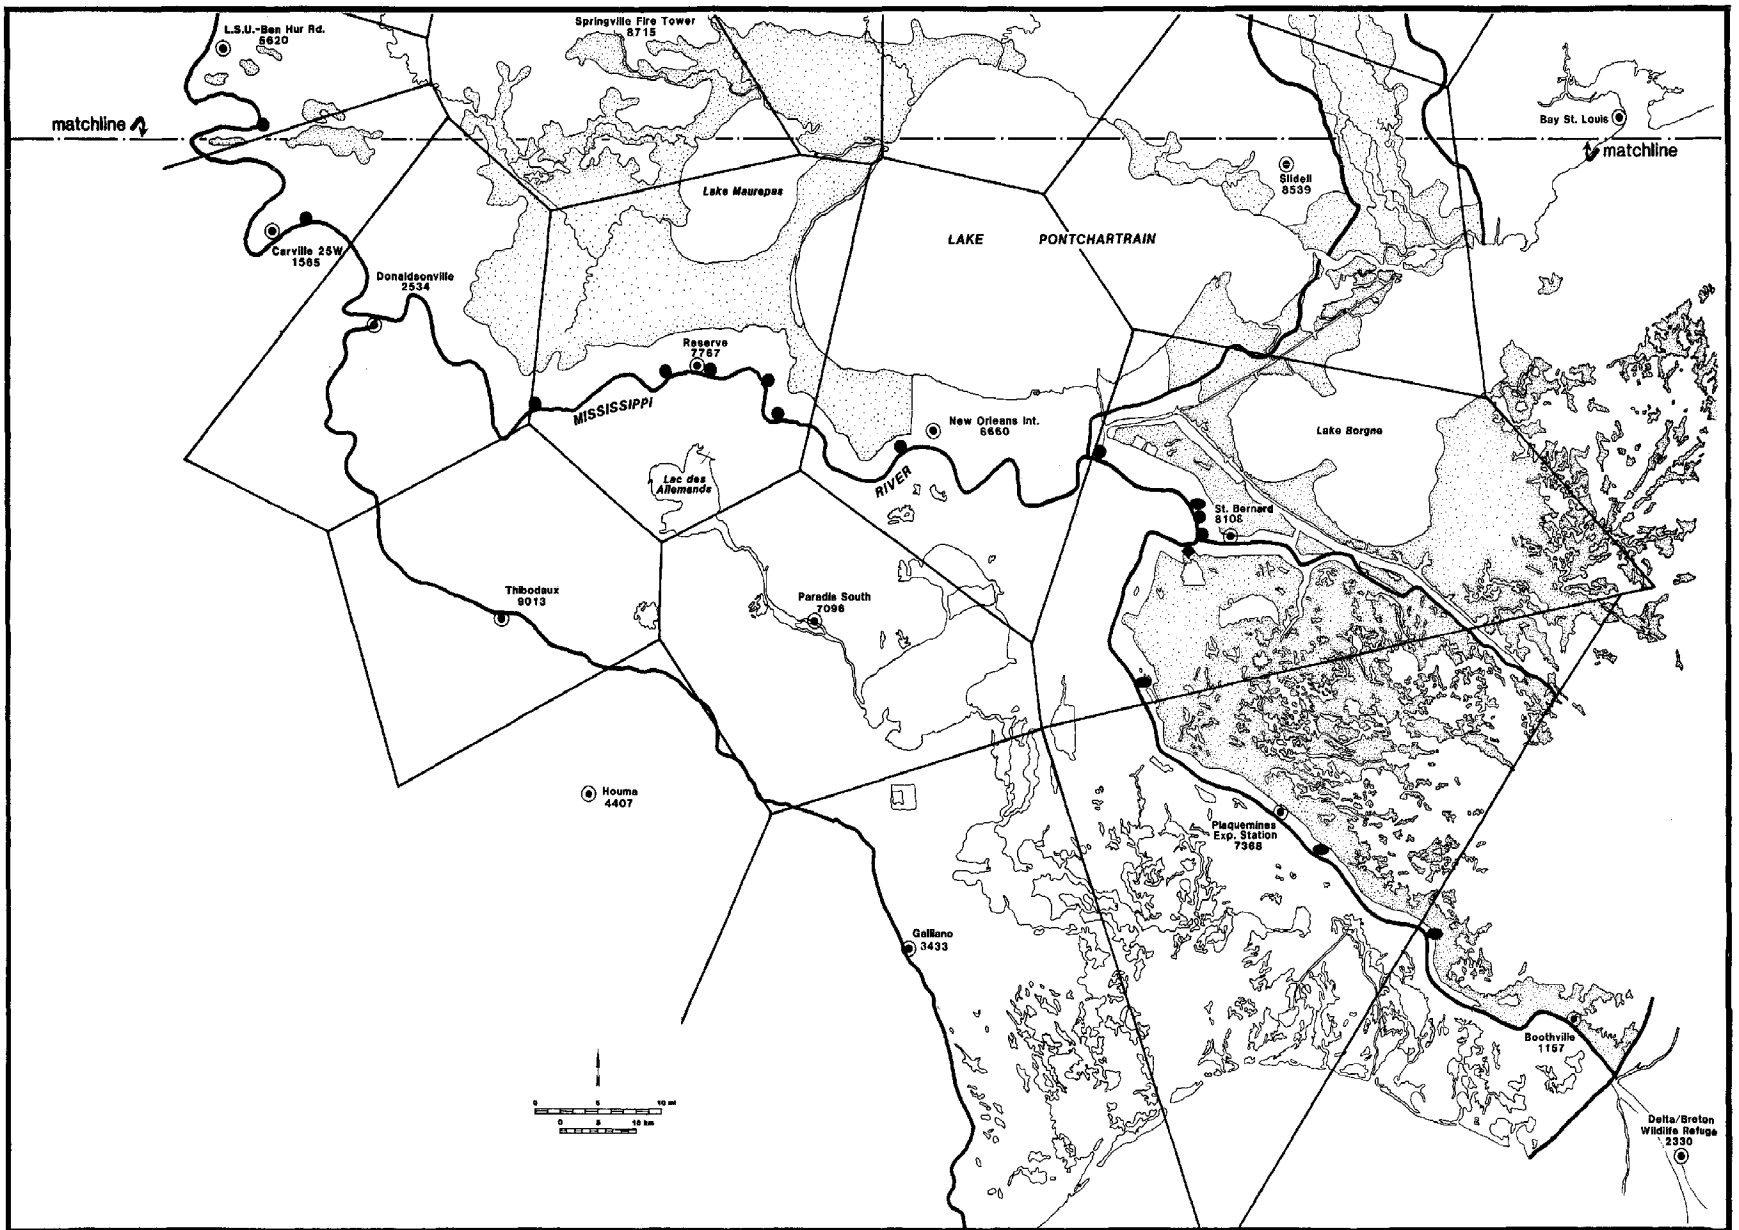 L.S.U.-Ben Hur Rd.
5620
Springville Fire Tower
8715
matchline
Bay St. Louis
matchline
Slidell
8539
Lake Maurepas
LAKE PONTCHARTRAIN
Carville 25W
1565
Donaldsonville
2534
Reserve
7767
MISSISSIPPI
New Orleans Int.
6660
Lake Borgne
RIVER
Lac des
Allemands
St. Bernard
8108
Thibodaux
9013
Paradis South
7096
Houma
4407
Plaquemines
Exp. Station
7368
Galliano
3433
Boothville
1157
0 5 10 mi
0 5 10 km
Delta/Breton
Wildlife Refuge
2330